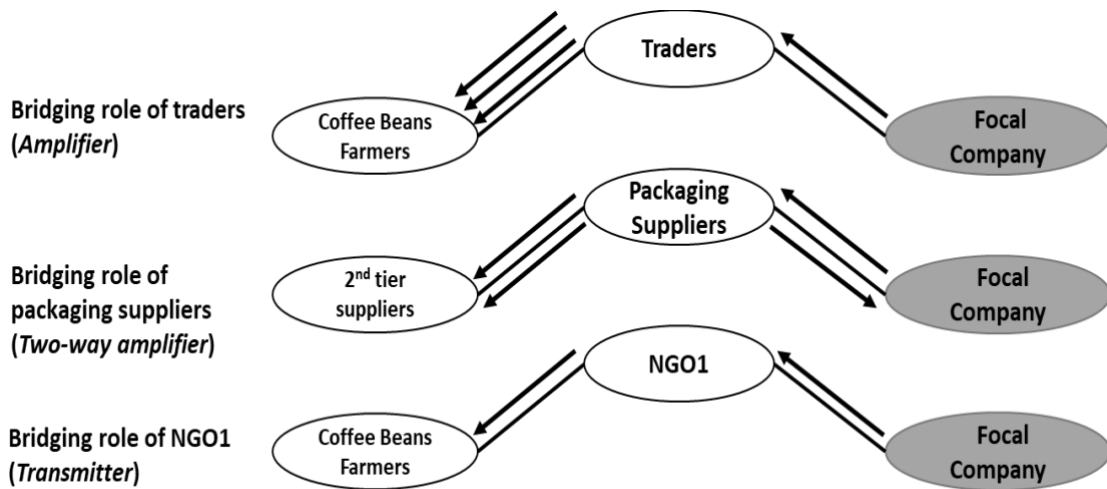 Traders
Bridging role of traders
(Amplifier)
Coffee Beans
Farmers
Focal
Company
Packaging
Suppliers
Bridging role of
packaging suppliers
(Two-way amplifier)
2nd tier
suppliers
Focal
Company
NGO1
Bridging role of NGO1
(Transmitter)
Coffee Beans
Farmers
Focal
Company